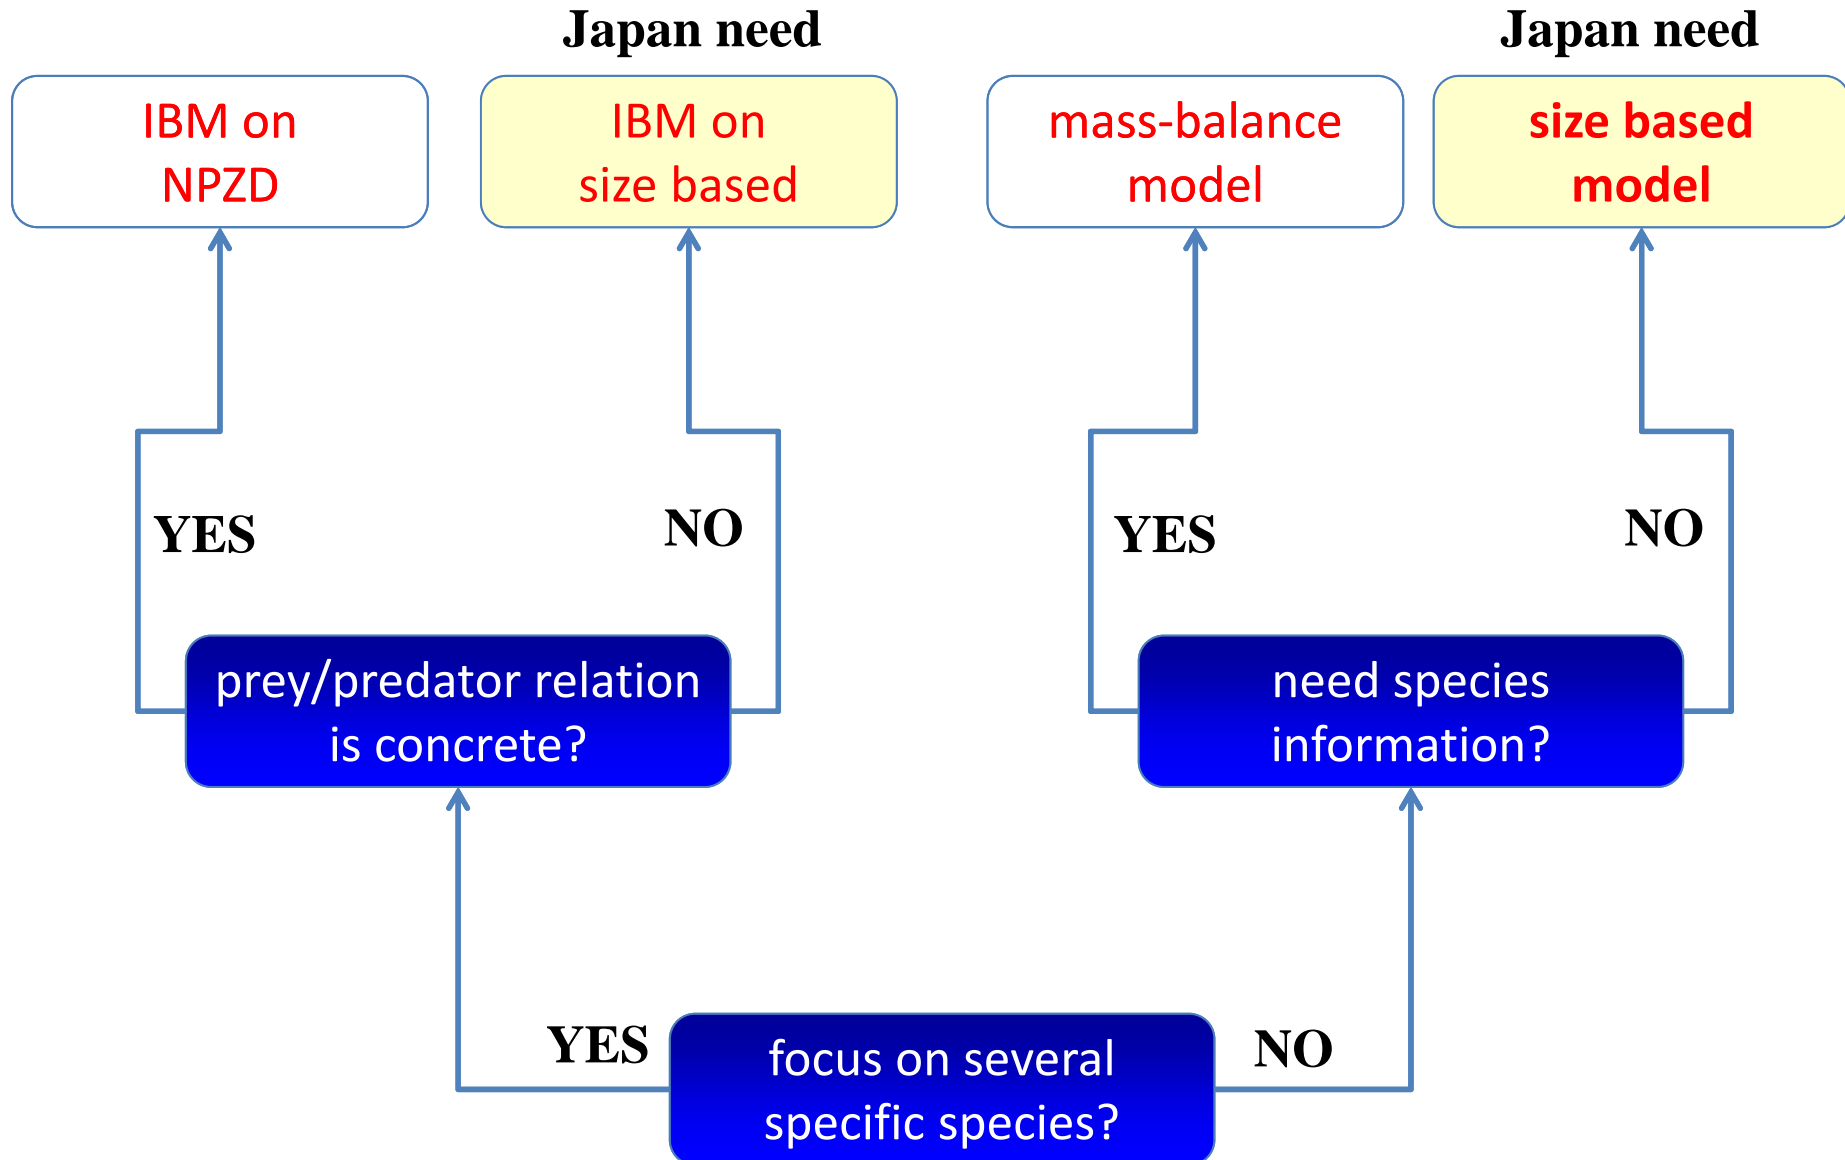 Japan need
Japan need
IBM on
NPZD
IBM on
size based
mass-balance
model
size based
model
YES
NO
YES
NO
prey/predator relation
is concrete?
need species
information?
YES
NO
focus on several
specific species?